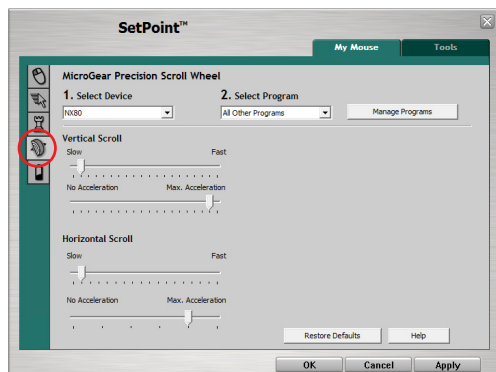 SetPoint™
My Mouse Tools
MicroGear Precision Scroll Wheel
1. Select Device 2. Select Program
NX80 All Other Programs Manage Programs
Vertical Scroll
Slow Fast
No Acceleration Max. Acceleration
Horizontal Scroll
Slow Fast
No Acceleration Max. Acceleration
Restore Defaults Help
OK Cancel Apply